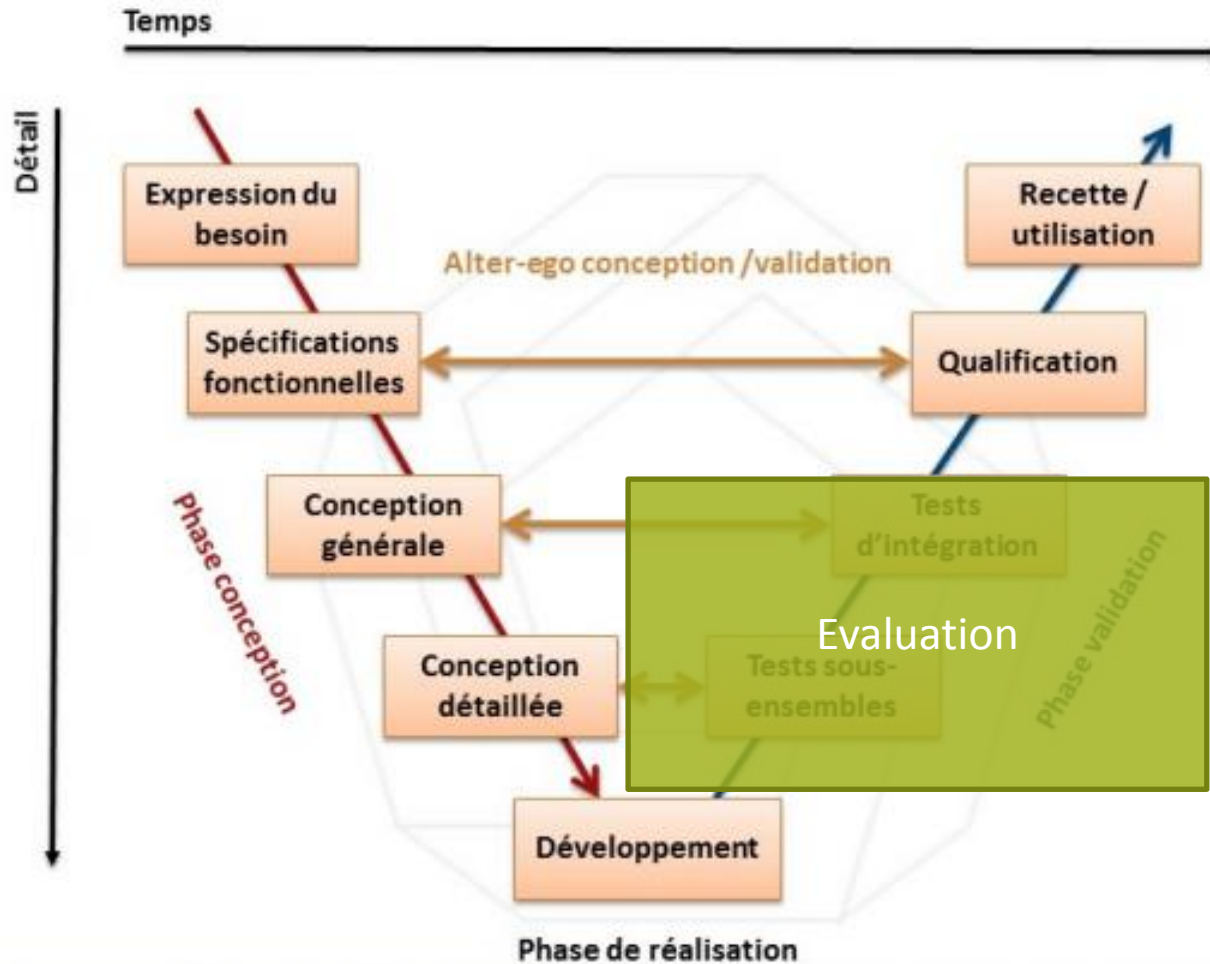 Temps
Détail
Expression du
besoin
Recette /
utilisation
Alter-ego conception /validation
Spécifications
fonctionnelles
Qualification
Conception
générale
Tests
d'intégration
Phase conception
Evaluation
Phase validation
Conception
détaillée
Tests sous-
ensembles
Développement
Phase de réalisation